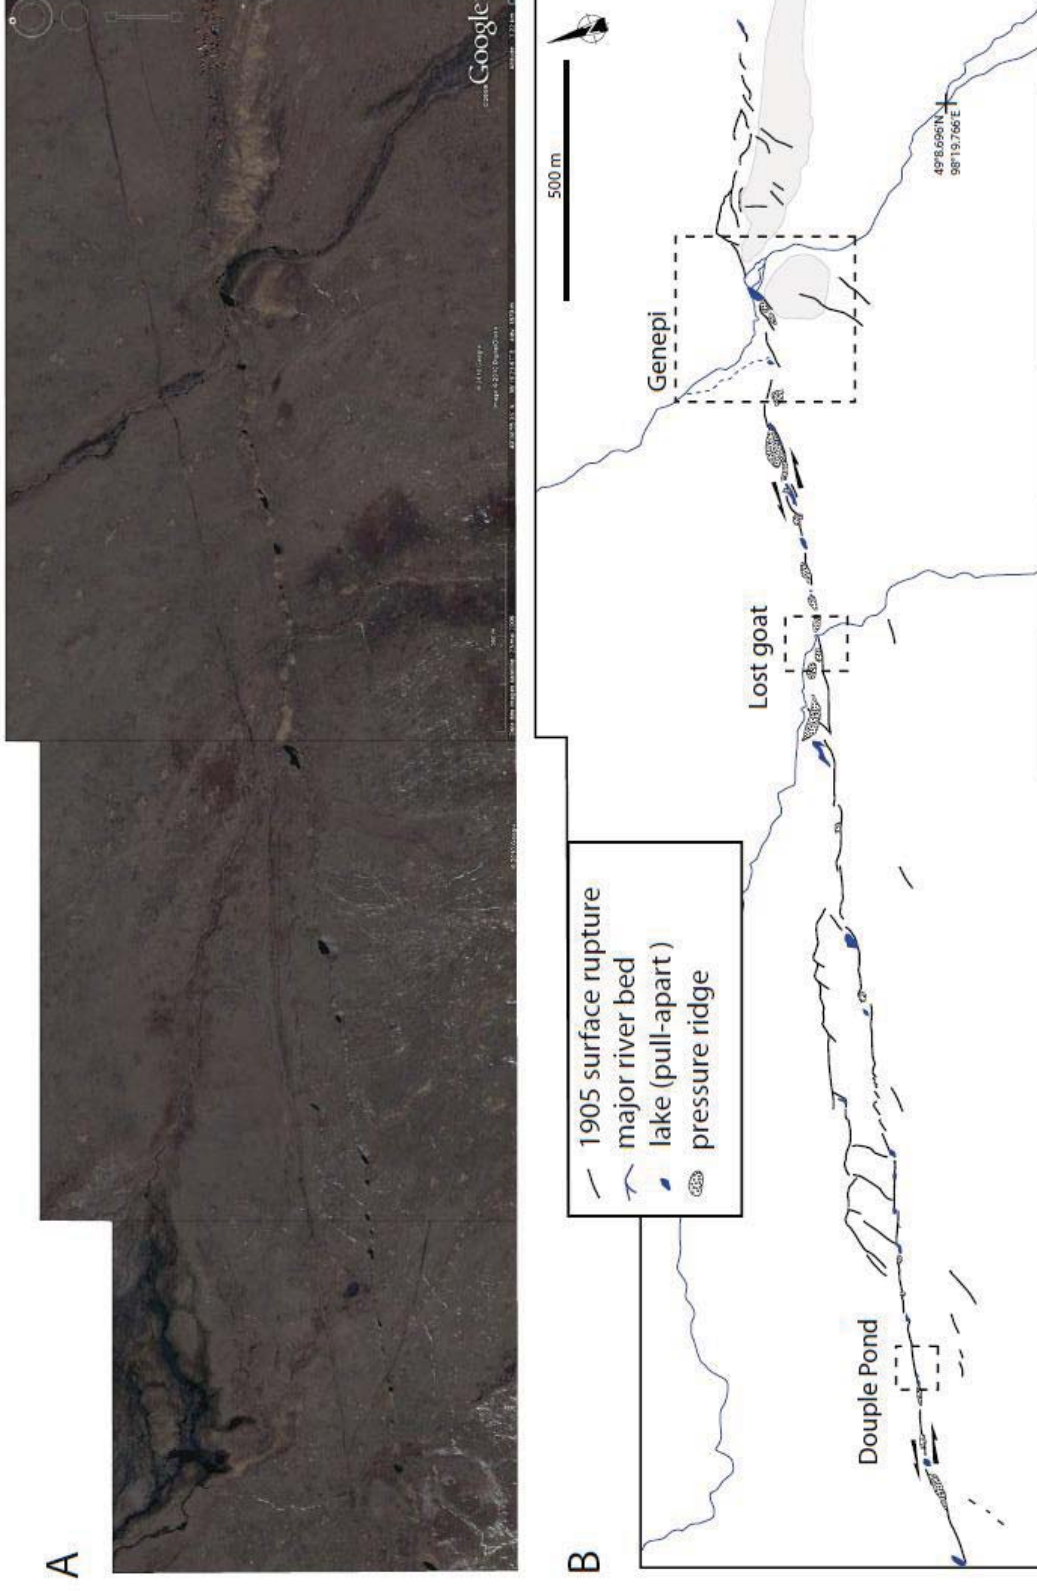 A
Google
B
500 m
Genepi
Lost goat
Douple Pond
49°8.696'N
98°19.766'E
1905 surface rupture
major river bed
lake (pull-apart )
pressure ridge